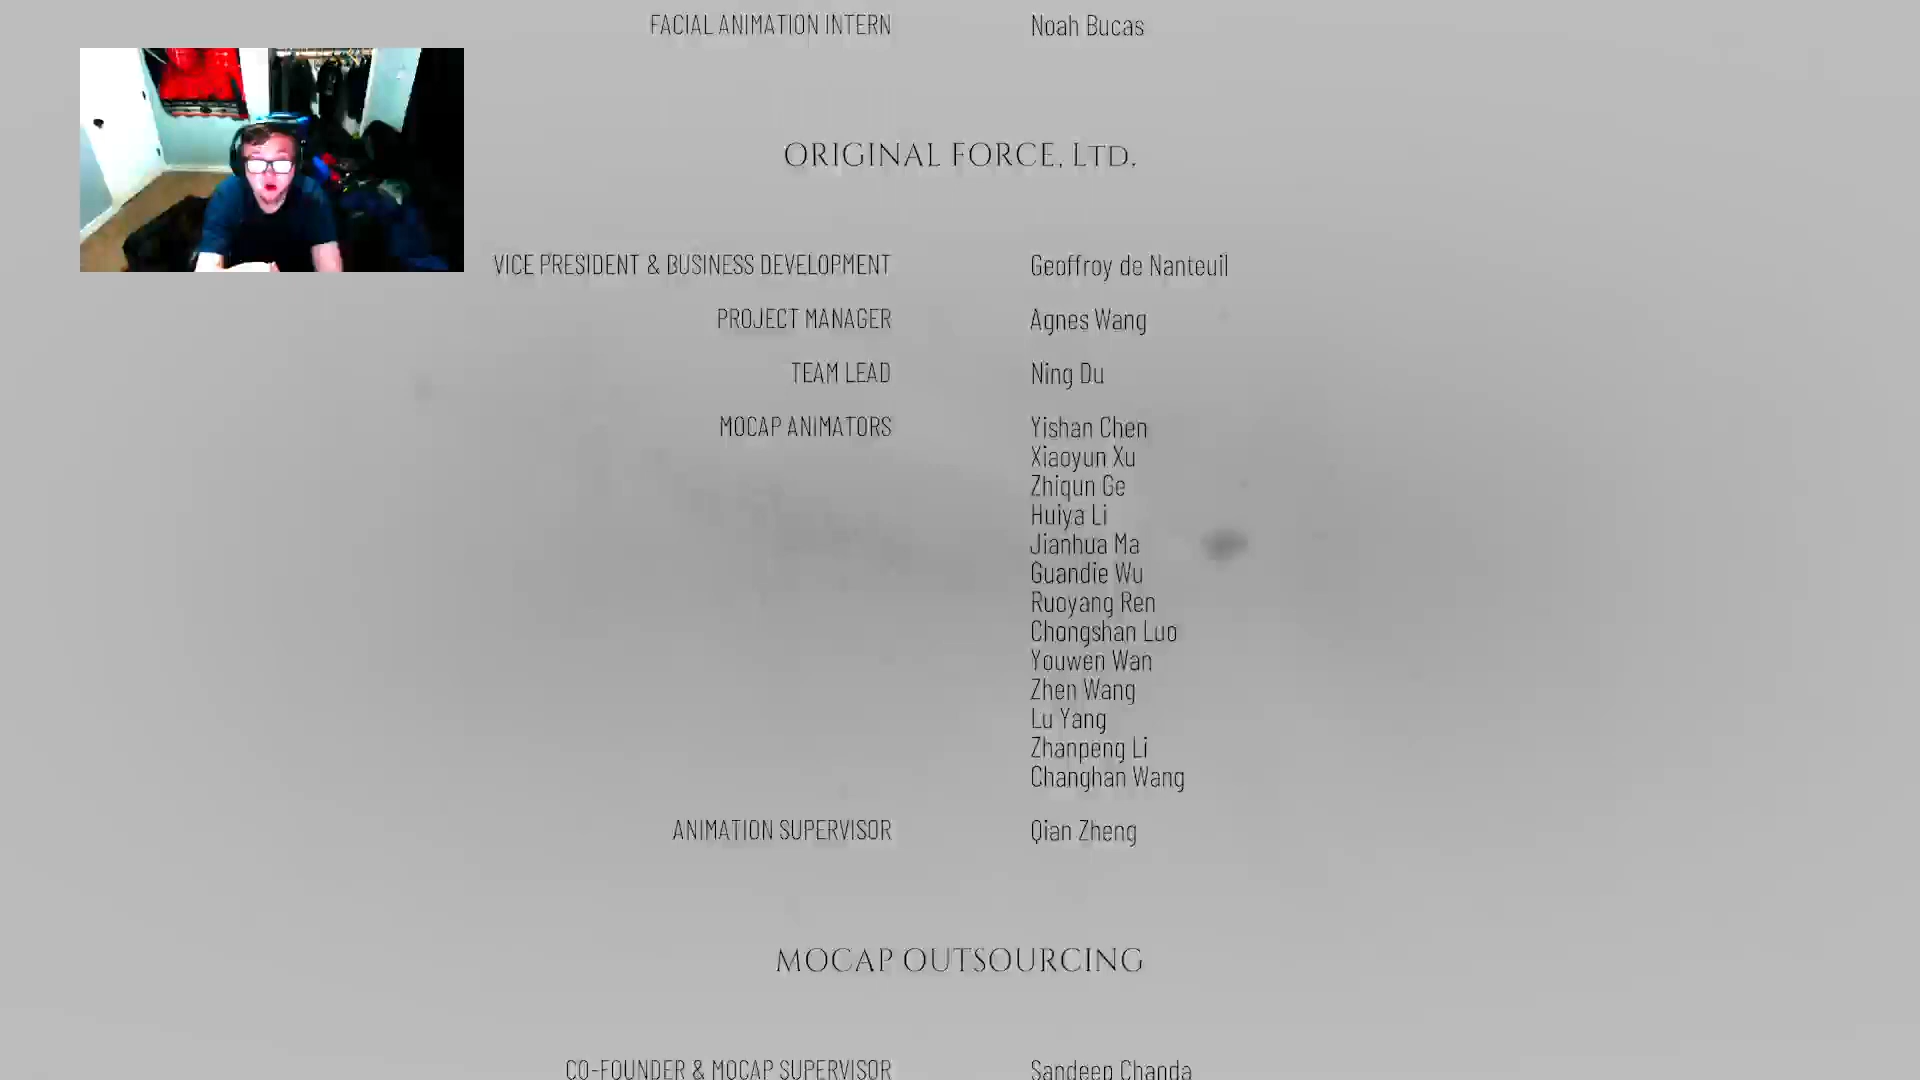 FACIAL ANIMATION INTERN Noah Bucas
ORIGINAL FORCE, LTD.
VICE PRESIDENT & BUSINESS DEVELOPMENT Geoffroy de Nanteuil
PROJECT MANAGER Agnes Wang
TEAM LEAD Ning Du
MOCAP ANIMATORS Yishan Chen
Xiaoyun Xu
Zhiqun Ge
Huiya Li
Jianhua Ma
Guandie Wu
Ruoyang Ren
Chongshan Luo
Youwen Wan
Zhen Wang
Lu Yang
Zhanpeng Li
Changhan Wang
ANIMATION SUPERVISOR Qian Zheng
MOCAP OUTSOURCING
CO-FOUNDER & MOCAP SUPERVISOR Sandeep Chanda